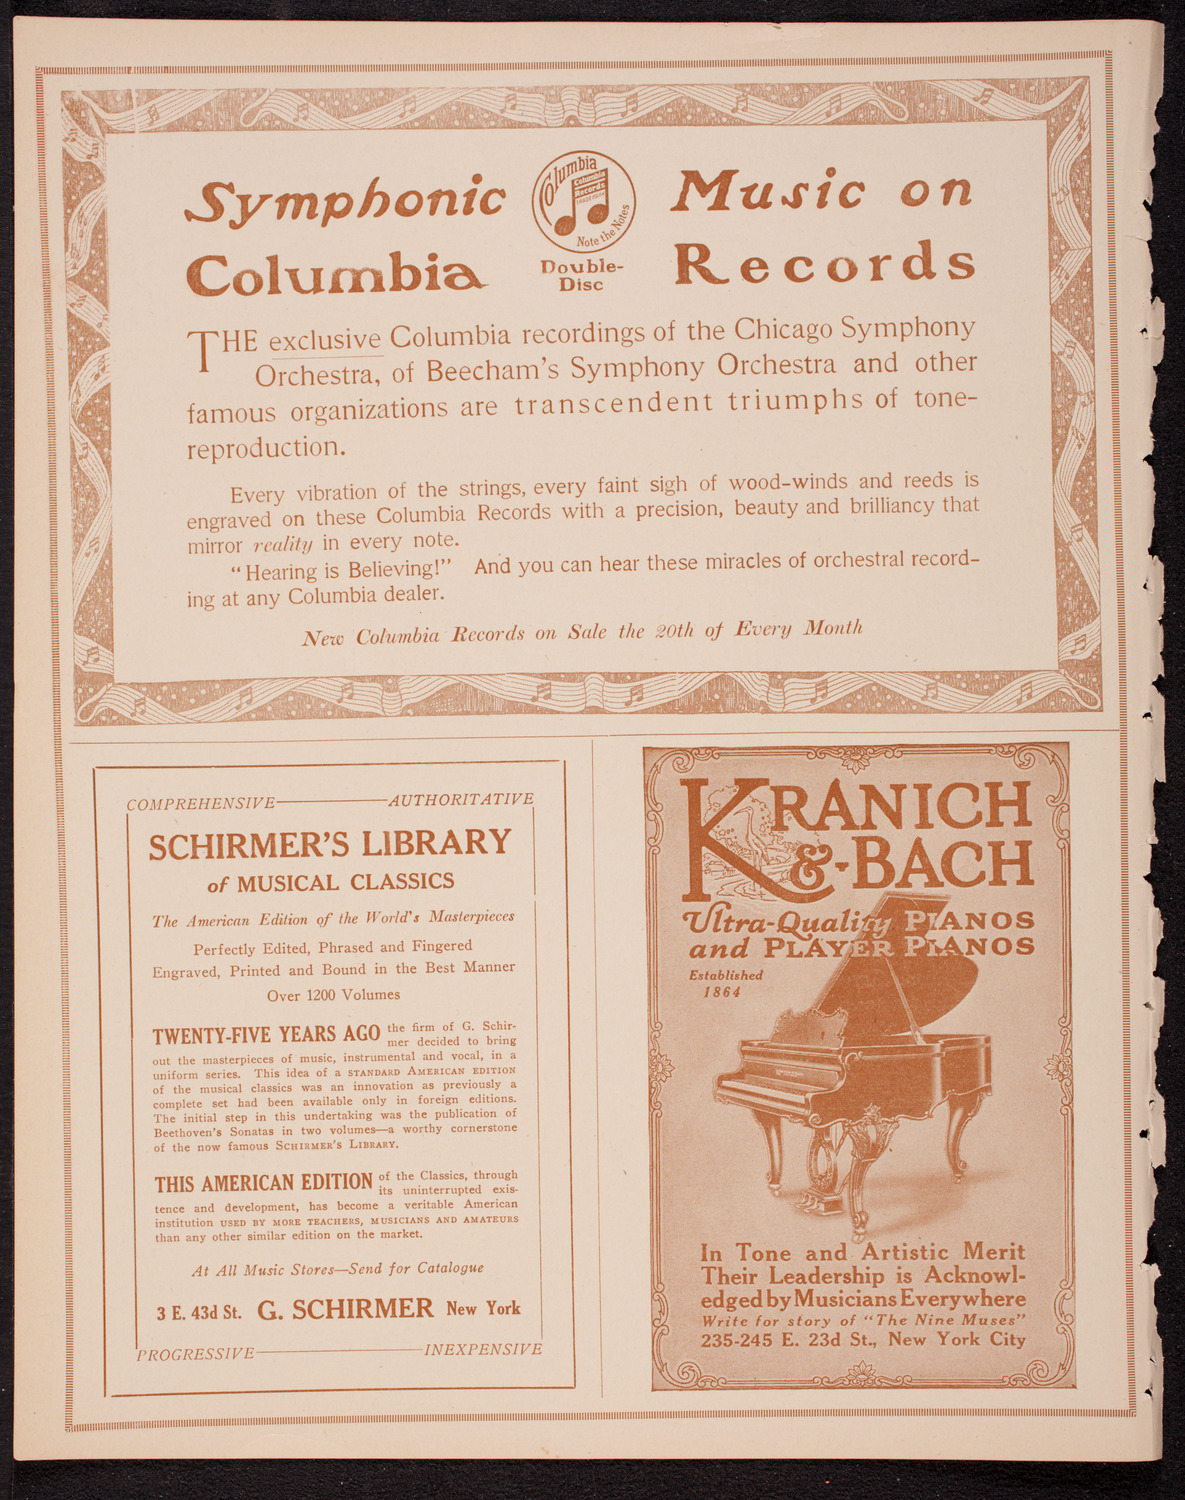 Symphonic Music on
Columbia Records
Columbia
Columbia
Records
Note the Notes
Double-
Disc
THE exclusive Columbia recordings of the Chicago Symphony
Orchestra, of Beecham's Symphony Orchestra and other
famous organizations are transcendent triumphs of tone-
reproduction.
Every vibration of the strings, every faint sigh of wood-winds and reeds is
engraved on these Columbia Records with a precision, beauty and brilliancy that
mirror reality in every note.
"Hearing is Believing!" And you can hear these miracles of orchestral record-
ing at any Columbia dealer.
New Columbia Records on Sale the 20th of Every Month
COMPREHENSIVE—AUTHORITATIVE
SCHIRMER'S LIBRARY
of MUSICAL CLASSICS
The American Edition of the World's Masterpieces
Perfectly Edited, Phrased and Fingered
Engraved, Printed and Bound in the Best Manner
Over 1200 Volumes
TWENTY-FIVE YEARS AGO the firm of G. Schir-
mer decided to bring
out the masterpieces of music, instrumental and vocal, in a
uniform series. This idea of a STANDARD AMERICAN EDITION
of the musical classics was an innovation as previously a
complete set had been available only in foreign editions.
The initial step in this undertaking was the publication of
Beethoven's Sonatas in two volumes—a worthy cornerstone
of the now famous SCHIRMER'S LIBRARY.
THIS AMERICAN EDITION of the Classics, through
its uninterrupted exis-
tence and development, has become a veritable American
institution USED BY MORE TEACHERS, MUSICIANS AND AMATEURS
than any other similar edition on the market.
At All Music Stores—Send for Catalogue
3 E. 43d St. G. SCHIRMER New York
PROGRESSIVE—INEXPENSIVE
KRANICH
&-BACH
Ultra-Quality PIANOS
and PLAYER PIANOS
Established
1864
In Tone and Artistic Merit
Their Leadership is Acknowl-
edged by Musicians Everywhere
Write for story of "The Nine Muses"
235-245 E. 23d St., New York City